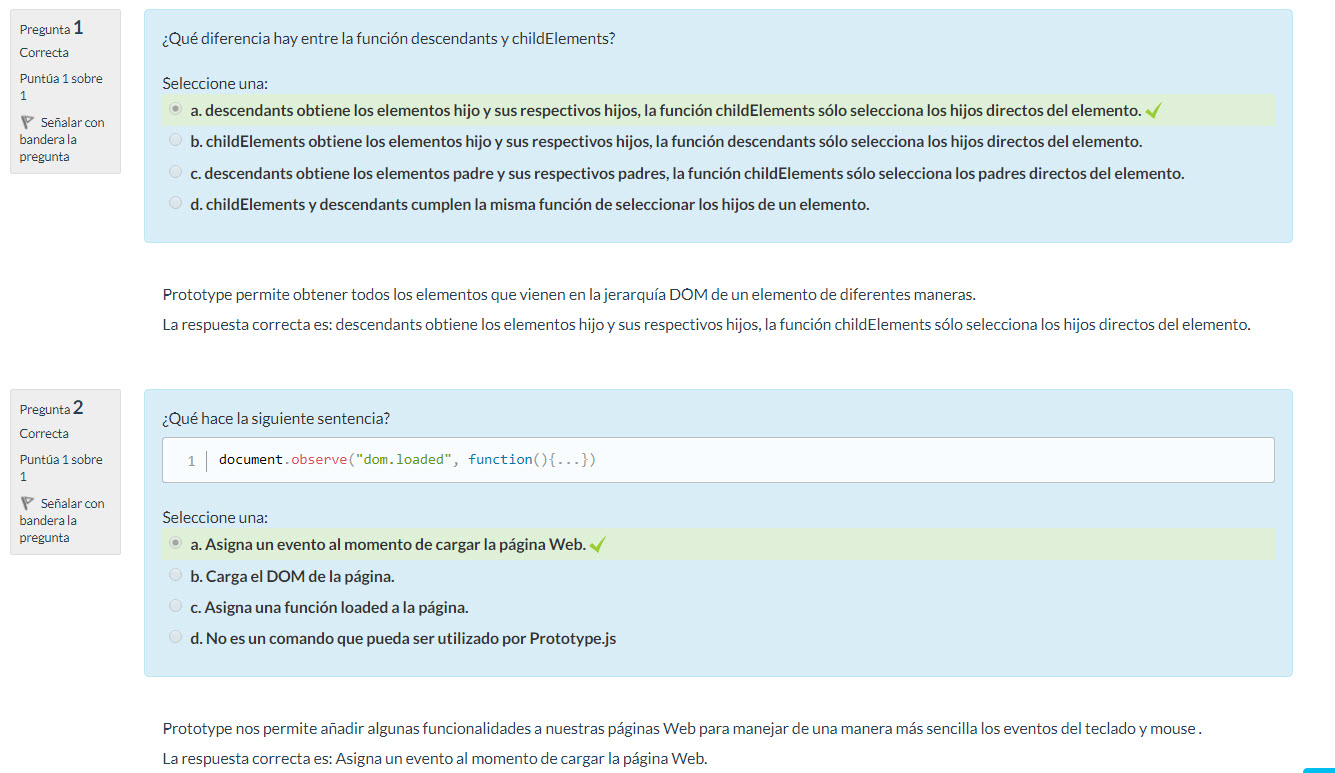 Pregunta 1
Correcta
Puntúa 1 sobre
1
Señalar con
bandera la
pregunta
¿Qué diferencia hay entre la función descendants y childElements?
Seleccione una:
a. descendants obtiene los elementos hijo y sus respectivos hijos, la función childElements sólo selecciona los hijos directos del elemento.
b. childElements obtiene los elementos hijo y sus respectivos hijos, la función descendants sólo selecciona los hijos directos del elemento.
c. descendants obtiene los elementos padre y sus respectivos padres, la función childElements sólo selecciona los padres directos del elemento.
d. childElements y descendants cumplen la misma función de seleccionar los hijos de un elemento.
Prototype permite obtener todos los elementos que vienen en la jerarquía DOM de un elemento de diferentes maneras.
La respuesta correcta es: descendants obtiene los elementos hijo y sus respectivos hijos, la función childElements sólo selecciona los hijos directos del elemento.
Pregunta 2
Correcta
Puntúa 1 sobre
1
Señalar con
bandera la
pregunta
¿Qué hace la siguiente sentencia?
1 document.observe("dom.loaded", function(){...})
Seleccione una:
a. Asigna un evento al momento de cargar la página Web.
b. Carga el DOM de la página.
c. Asigna una función loaded a la página.
d. No es un comando que pueda ser utilizado por Prototype.js
Prototype nos permite añadir algunas funcionalidades a nuestras páginas Web para manejar de una manera más sencilla los eventos del teclado y mouse .
La respuesta correcta es: Asigna un evento al momento de cargar la página Web.